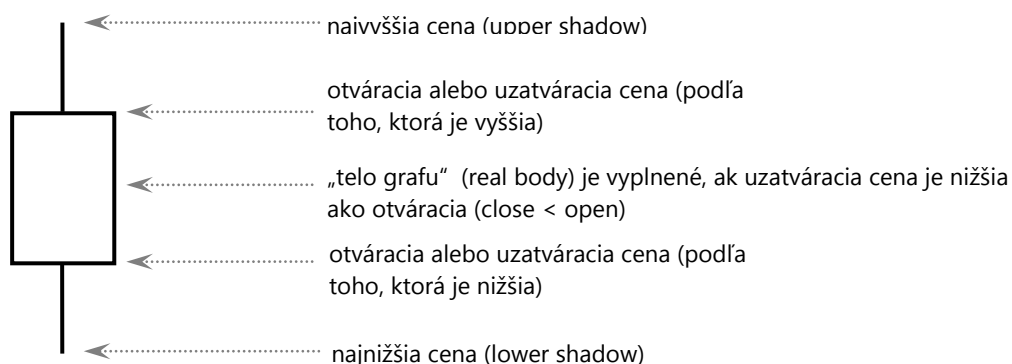 najvyššia cena (upper shadow)
otváracia alebo uzatváracia cena (podľa
toho, ktorá je vyššia)
„telo grafu“ (real body) je vyplnené, ak uzatváracia cena je nižšia
ako otváracia (close < open)
otváracia alebo uzatváracia cena (podľa
toho, ktorá je nižšia)
najnižšia cena (lower shadow)